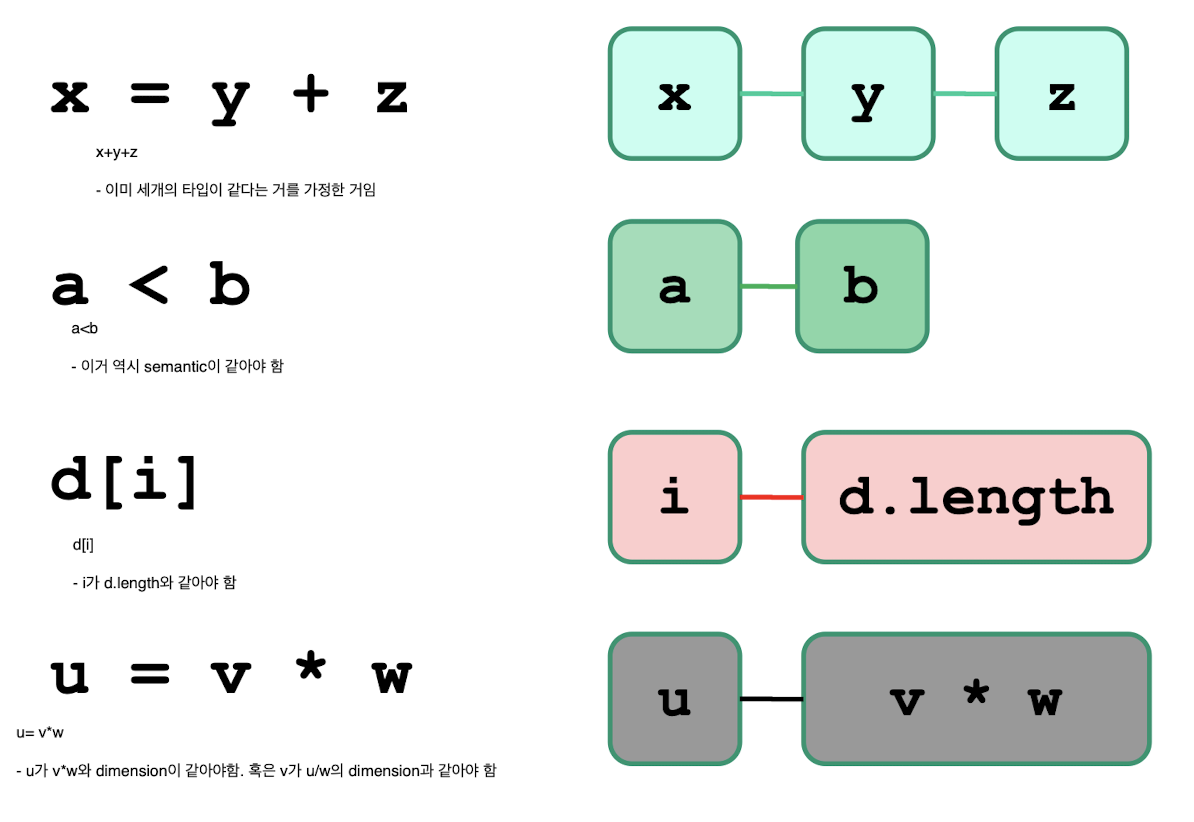 x = y + z
x y z
x+y+z
- 이미 세개의 타입이 같다는 거를 가정한 거임
a < b
a b
a<b
- 이거 역시 semantic이 같아야 함
d[i]
i d.length
d[i]
- i가 d.length와 같아야 함
u = v * w
u v * w
u= v*w
- u가 v*w와 dimension이 같아야함. 혹은 v가 u/w의 dimension과 같아야 함